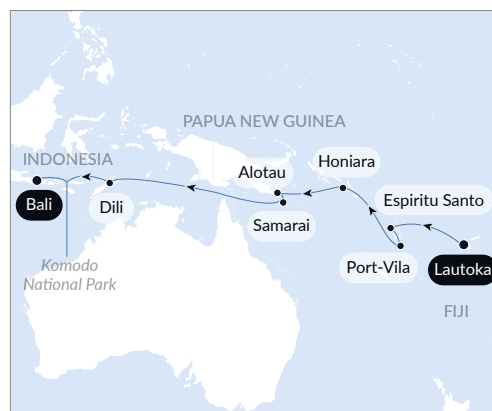 PAPUA NEW GUINEA
INDONESIA
Alotau
Honiara
Bali
Dili
Samarai
Espiritu Santo
Port-Vila
Lautoka
Komodo
National Park
FIJI